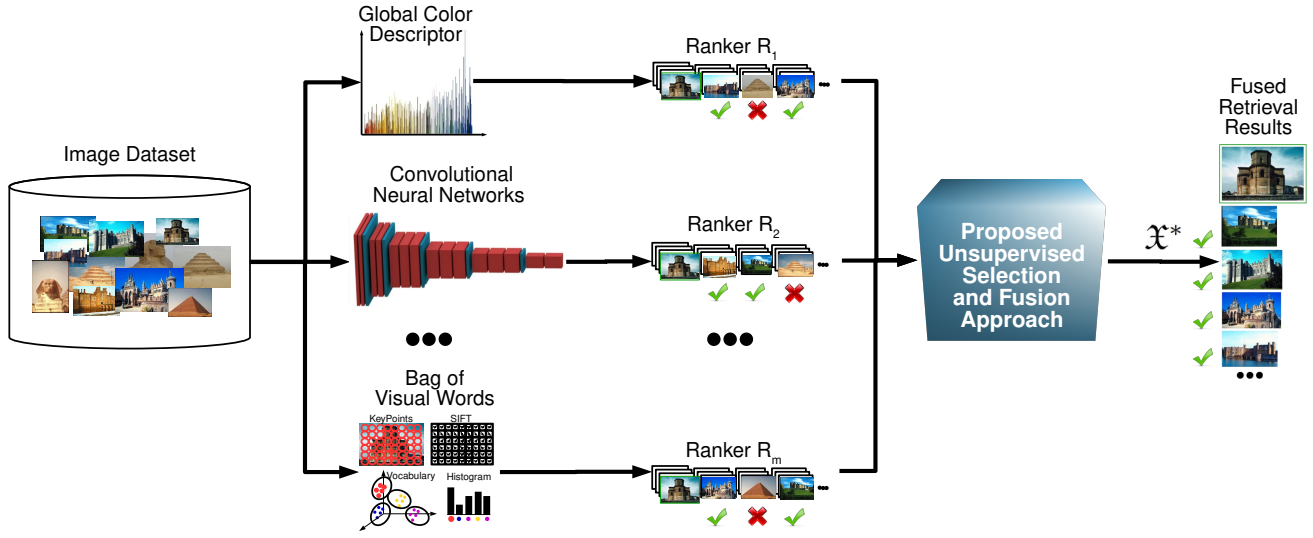 Image Dataset
Global Color
Descriptor
Convolutional
Neural Networks
Bag of
Visual Words
KeyPoints
SIFT
Vocabulary
Histogram
Ranker R1
Ranker R2
Ranker Rm
Proposed
Unsupervised
Selection
and Fusion
Approach
𝔛*
Fused
Retrieval
Results